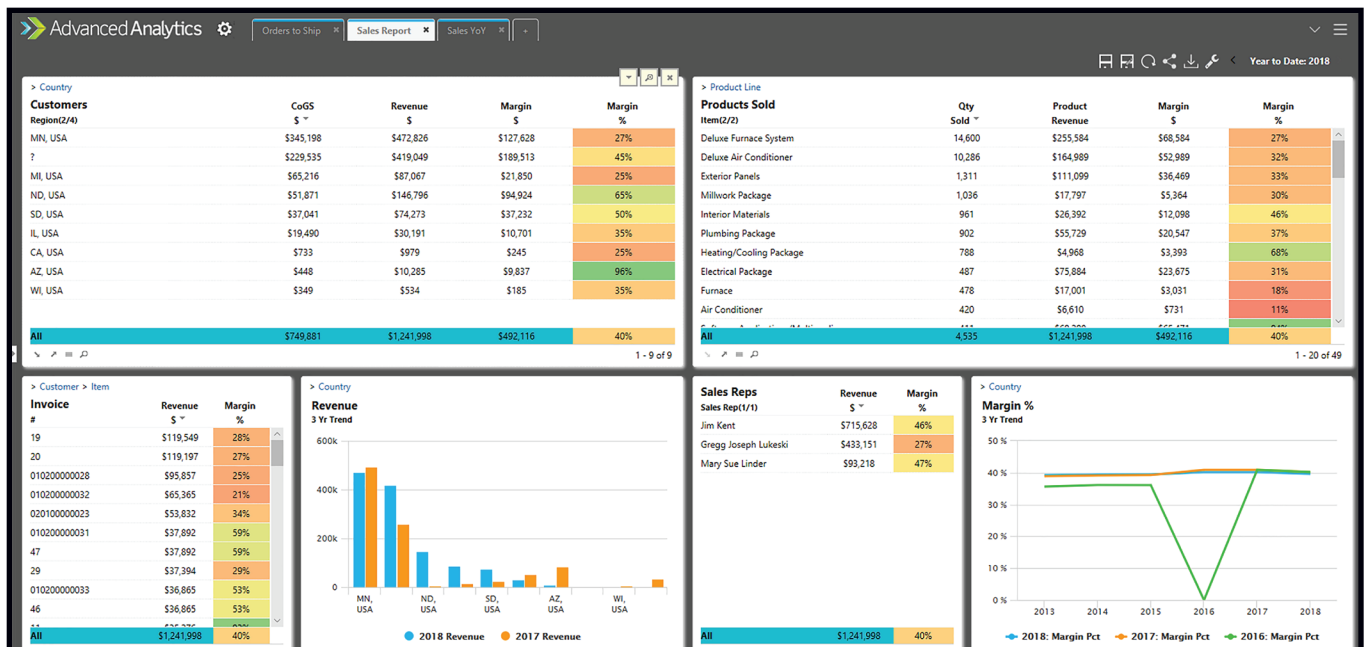 Advanced Analytics
Orders to Ship × Sales Report × Sales YoY × +
Year to Date: 2018
> Country
Customers CoGS Revenue Margin Margin
Region(2/4) $ $ $ %
MN, USA $345,198 $472,826 $127,628 27%
? $229,535 $419,049 $189,513 45%
MI, USA $65,216 $87,067 $21,850 25%
ND, USA $51,871 $146,796 $94,924 65%
SD, USA $37,041 $74,273 $37,232 50%
IL, USA $19,490 $30,191 $10,701 35%
CA, USA $733 $979 $245 25%
AZ, USA $448 $10,285 $9,837 96%
WI, USA $349 $534 $185 35%
All $749,881 $1,241,998 $492,116 40%
1 - 9 of 9
> Product Line
Products Sold Qty Product Margin Margin
Item(2/2) Sold Revenue $ %
Deluxe Furnace System 14,600 $255,584 $68,584 27%
Deluxe Air Conditioner 10,286 $164,989 $52,989 32%
Exterior Panels 1,311 $111,099 $36,469 33%
Millwork Package 1,036 $17,797 $5,364 30%
Interior Materials 961 $26,392 $12,098 46%
Plumbing Package 902 $55,729 $20,547 37%
Heating/Cooling Package 788 $4,968 $3,393 68%
Electrical Package 487 $75,884 $23,675 31%
Furnace 478 $17,001 $3,031 18%
Air Conditioner 420 $6,610 $731 11%
All 4,535 $1,241,998 $492,116 40%
1 - 20 of 49
> Customer > Item
Invoice Revenue Margin
# $ %
19 $119,549 28%
20 $119,197 27%
010200000028 $95,857 25%
010200000032 $65,365 21%
020100000023 $53,832 34%
010200000031 $37,892 59%
47 $37,892 59%
29 $37,394 29%
010200000033 $36,865 53%
46 $36,865 53%
All $1,241,998 40%
> Country
Revenue
3 Yr Trend
600k
400k
200k
0
MN, USA ND, USA SD, USA AZ, USA WI, USA
2018 Revenue 2017 Revenue
Sales Reps Revenue Margin
Sales Rep(1/1) $ %
Jim Kent $715,628 46%
Gregg Joseph Lukeski $433,151 27%
Mary Sue Linder $93,218 47%
All $1,241,998 40%
> Country
Margin %
3 Yr Trend
50 %
40 %
30 %
20 %
10 %
0 %
2013 2014 2015 2016 2017 2018
2018: Margin Pct 2017: Margin Pct 2016: Margin Pct